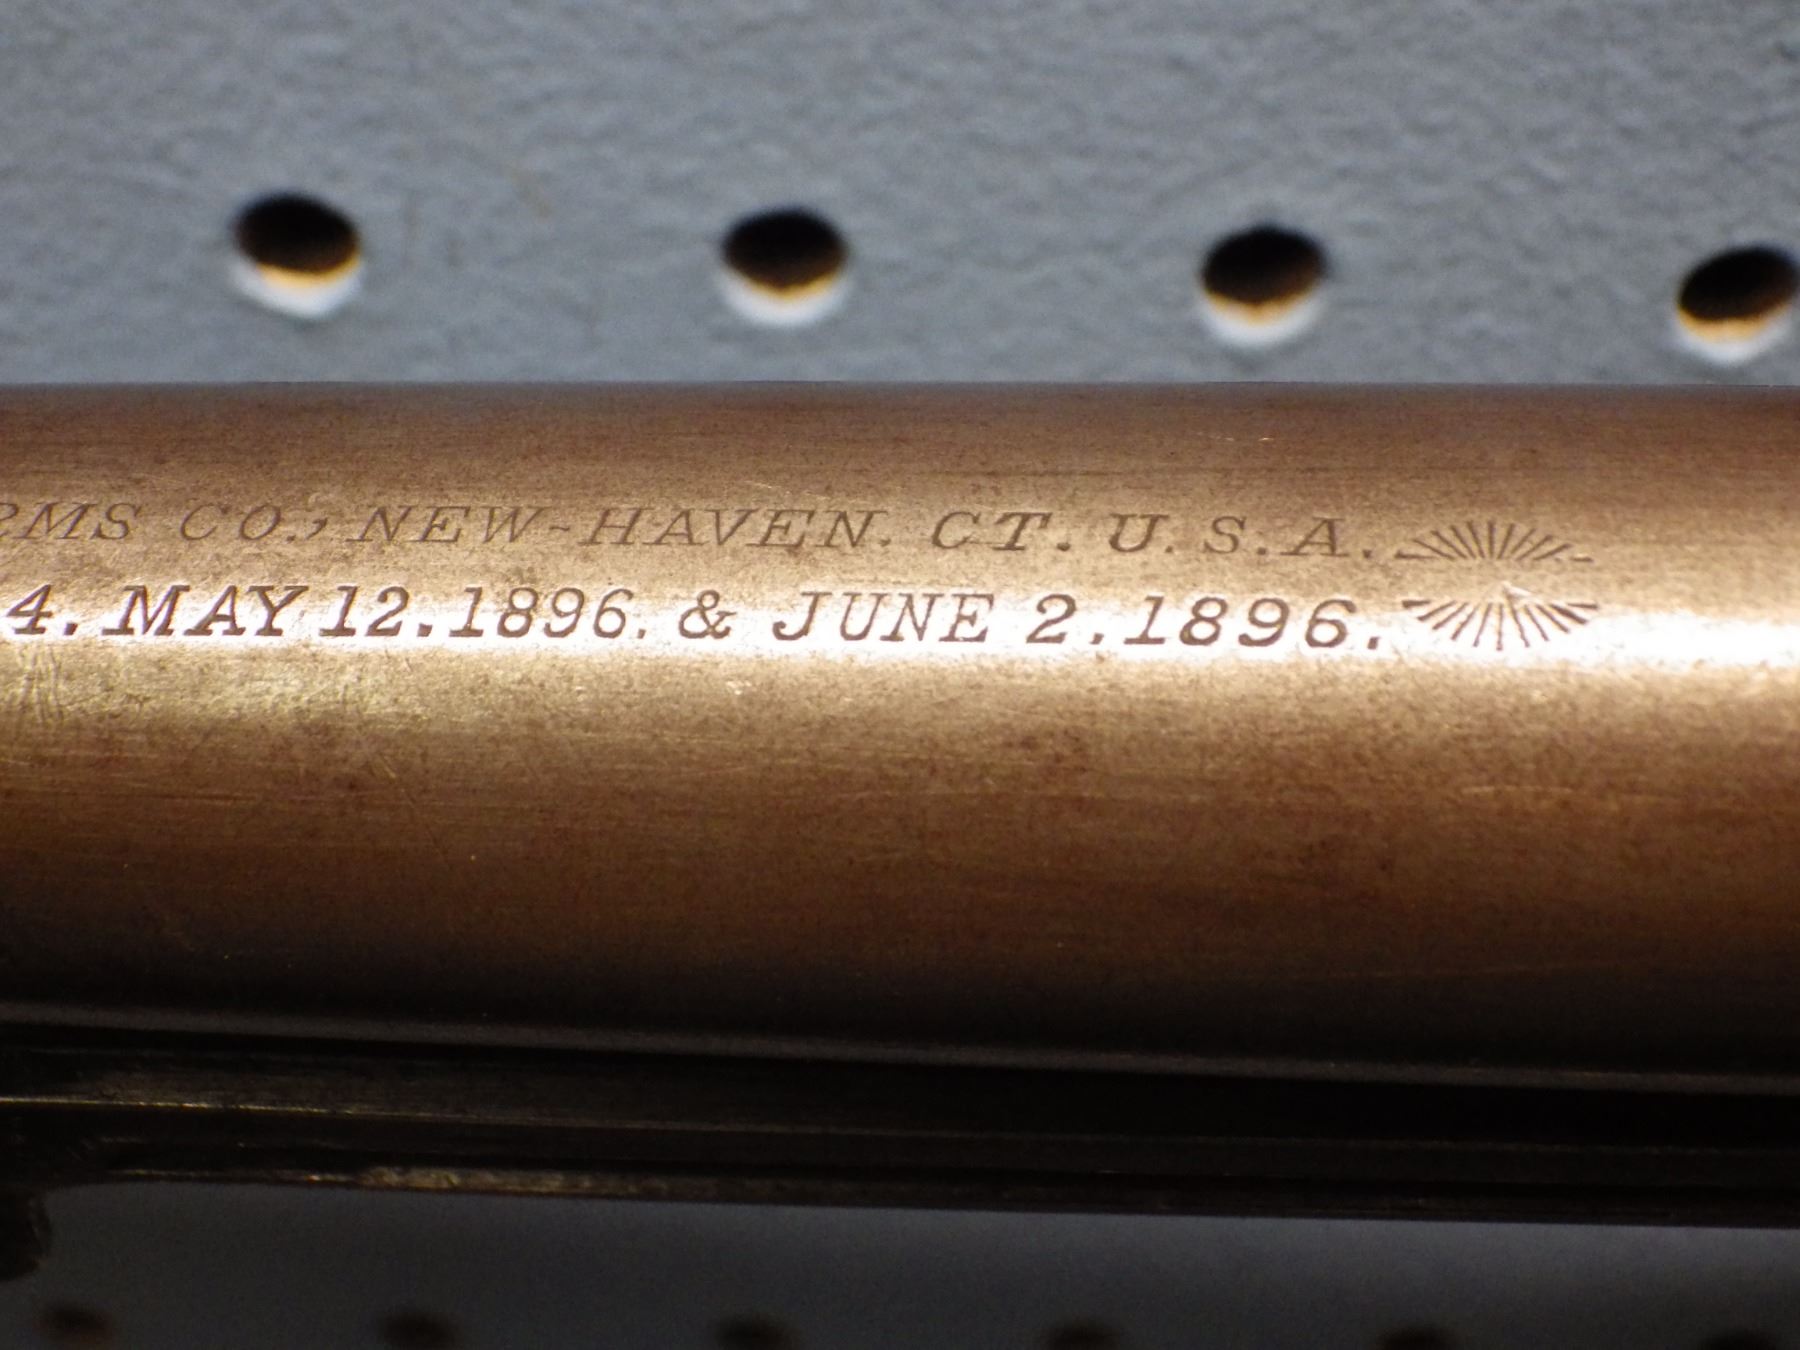 RMS CO., NEW-HAVEN. CT. U.S.A.
4. MAY 12.1896. & JUNE 2.1896.